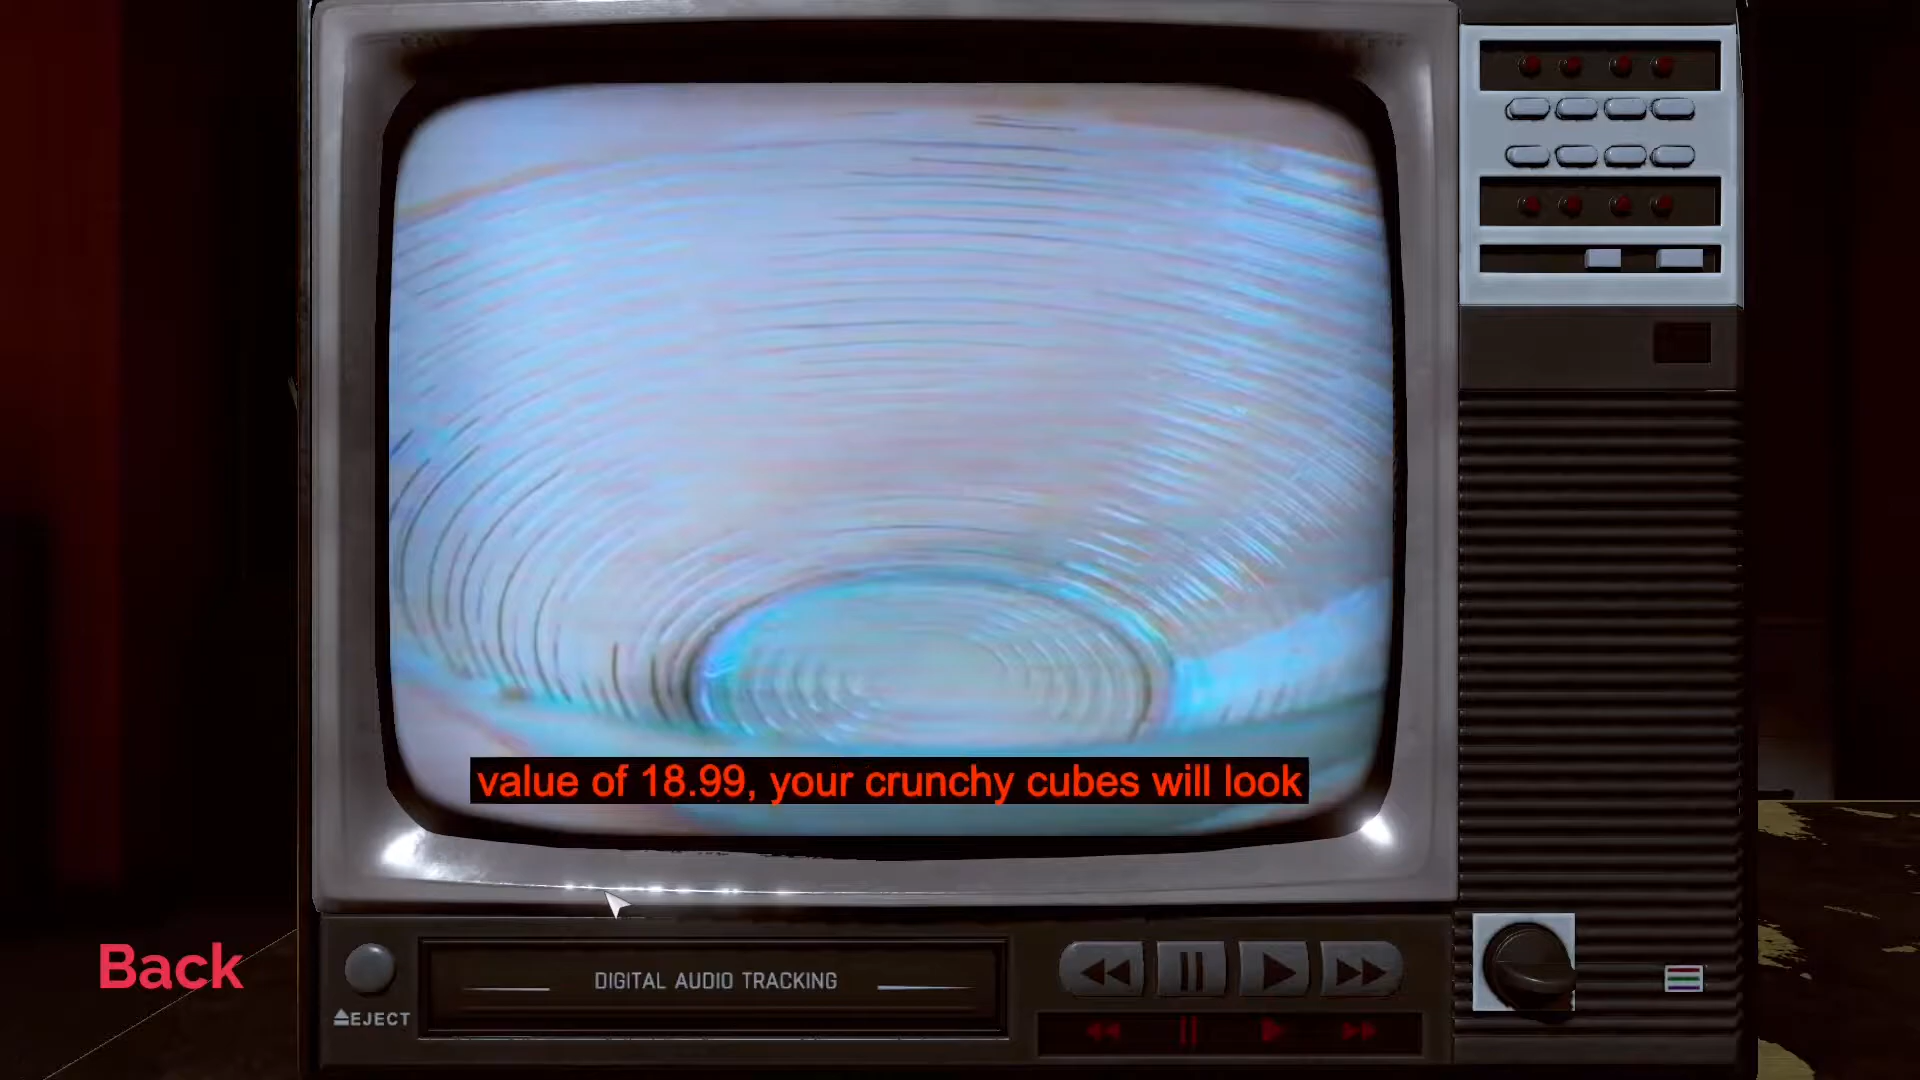 value of 18.99, your crunchy cubes will look
Back
DIGITAL AUDIO TRACKING
EJECT